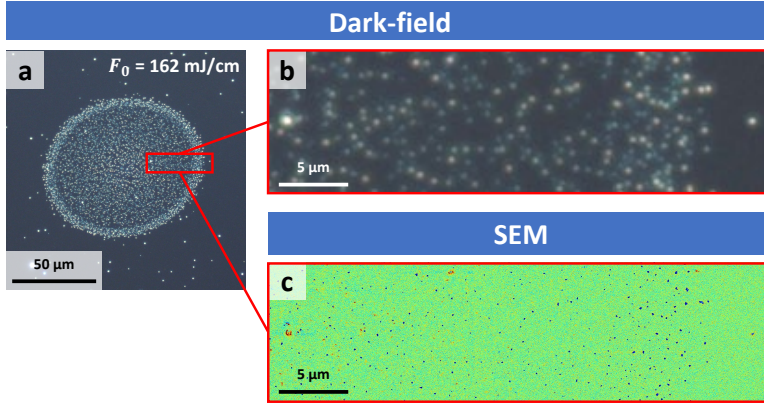 Dark-field
a
F₀ = 162 mJ/cm
50 µm
b
5 µm
SEM
c
5 µm